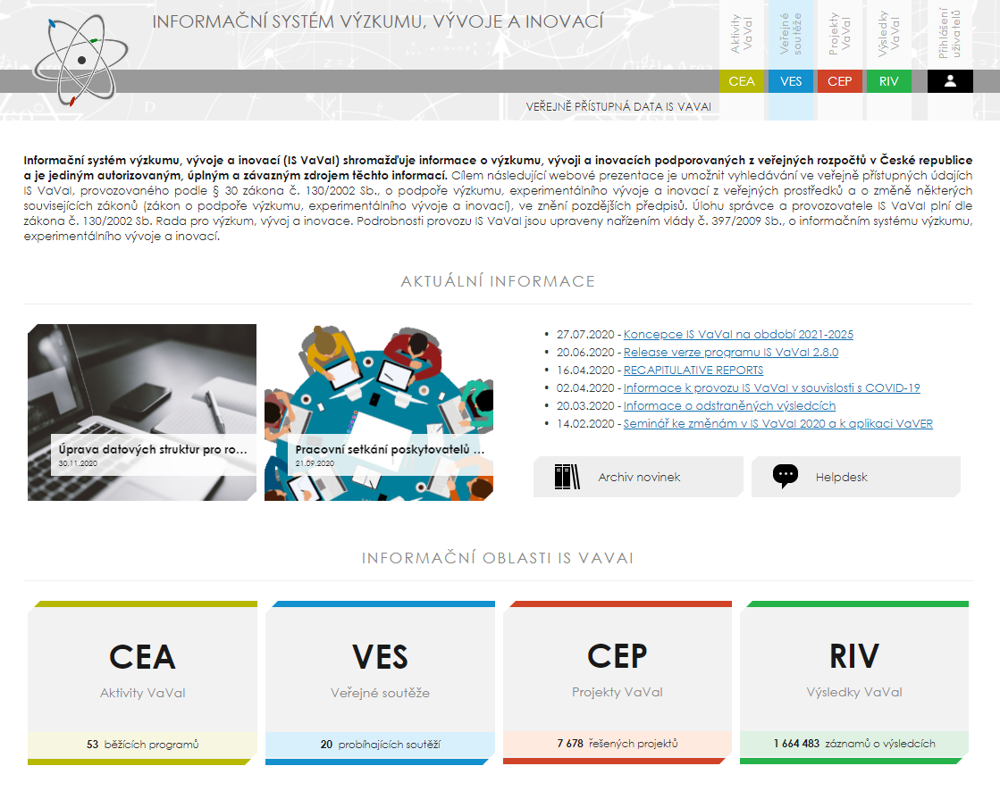 INFORMAČNÍ SYSTÉM VÝZKUMU, VÝVOJE A INOVACÍ
Aktivity
VaVaI
Veřejné
soutěže
Projekty
VaVaI
Výsledky
VaVaI
Přihlášení
uživatelů
CEA
VES
CEP
RIV
VEŘEJNĚ PŘÍSTUPNÁ DATA IS VAVAI
Informační systém výzkumu, vývoje a inovací (IS VaVaI) shromažďuje informace o výzkumu, vývoji a inovacích podporovaných z veřejných rozpočtů v České republice
a je jediným autorizovaným, úplným a závazným zdrojem těchto informací. Cílem následující webové prezentace je umožnit vyhledávání ve veřejně přístupných údajích
IS VaVaI, provozovaného podle § 30 zákona č. 130/2002 Sb., o podpoře výzkumu, experimentálního vývoje a inovací z veřejných prostředků a o změně některých
souvisejících zákonů (zákon o podpoře výzkumu, experimentálního vývoje a inovací), ve znění pozdějších předpisů. Úlohu správce a provozovatele IS VaVaI plní dle
zákona č. 130/2002 Sb. Rada pro výzkum, vývoj a inovace. Podrobnosti provozu IS VaVaI jsou upraveny nařízením vlády č. 397/2009 Sb., o informačním systému výzkumu,
experimentálního vývoje a inovací.
AKTUÁLNÍ INFORMACE
Úprava datových struktur pro ro...
30.11.2020
Pracovní setkání poskytovatelů ...
21.09.2020
• 27.07.2020 - Koncepce IS VaVaI na období 2021-2025
• 20.06.2020 - Release verze programu IS VaVaI 2.8.0
• 16.04.2020 - RECAPITULATIVE REPORTS
• 02.04.2020 - Informace k provozu IS VaVaI v souvislosti s COVID-19
• 20.03.2020 - Informace o odstraněných výsledcích
• 14.02.2020 - Seminář ke změnám v IS VaVaI 2020 a k aplikaci VaVER
Archiv novinek
Helpdesk
INFORMAČNÍ OBLASTI IS VAVAI
CEA
Aktivity VaVaI
53 běžících programů
VES
Veřejné soutěže
20 probíhajících soutěží
CEP
Projekty VaVaI
7 678 řešených projektů
RIV
Výsledky VaVaI
1 664 483 záznamů o výsledcích